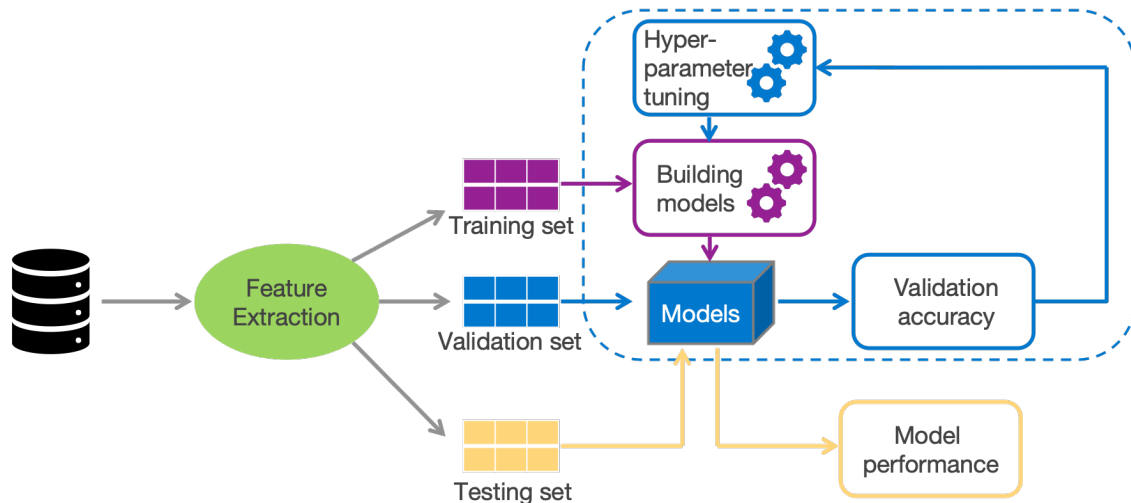 Hyper-
parameter
tuning
Building
models
Training set
Feature
Extraction
Models
Validation
accuracy
Validation set
Model
performance
Testing set